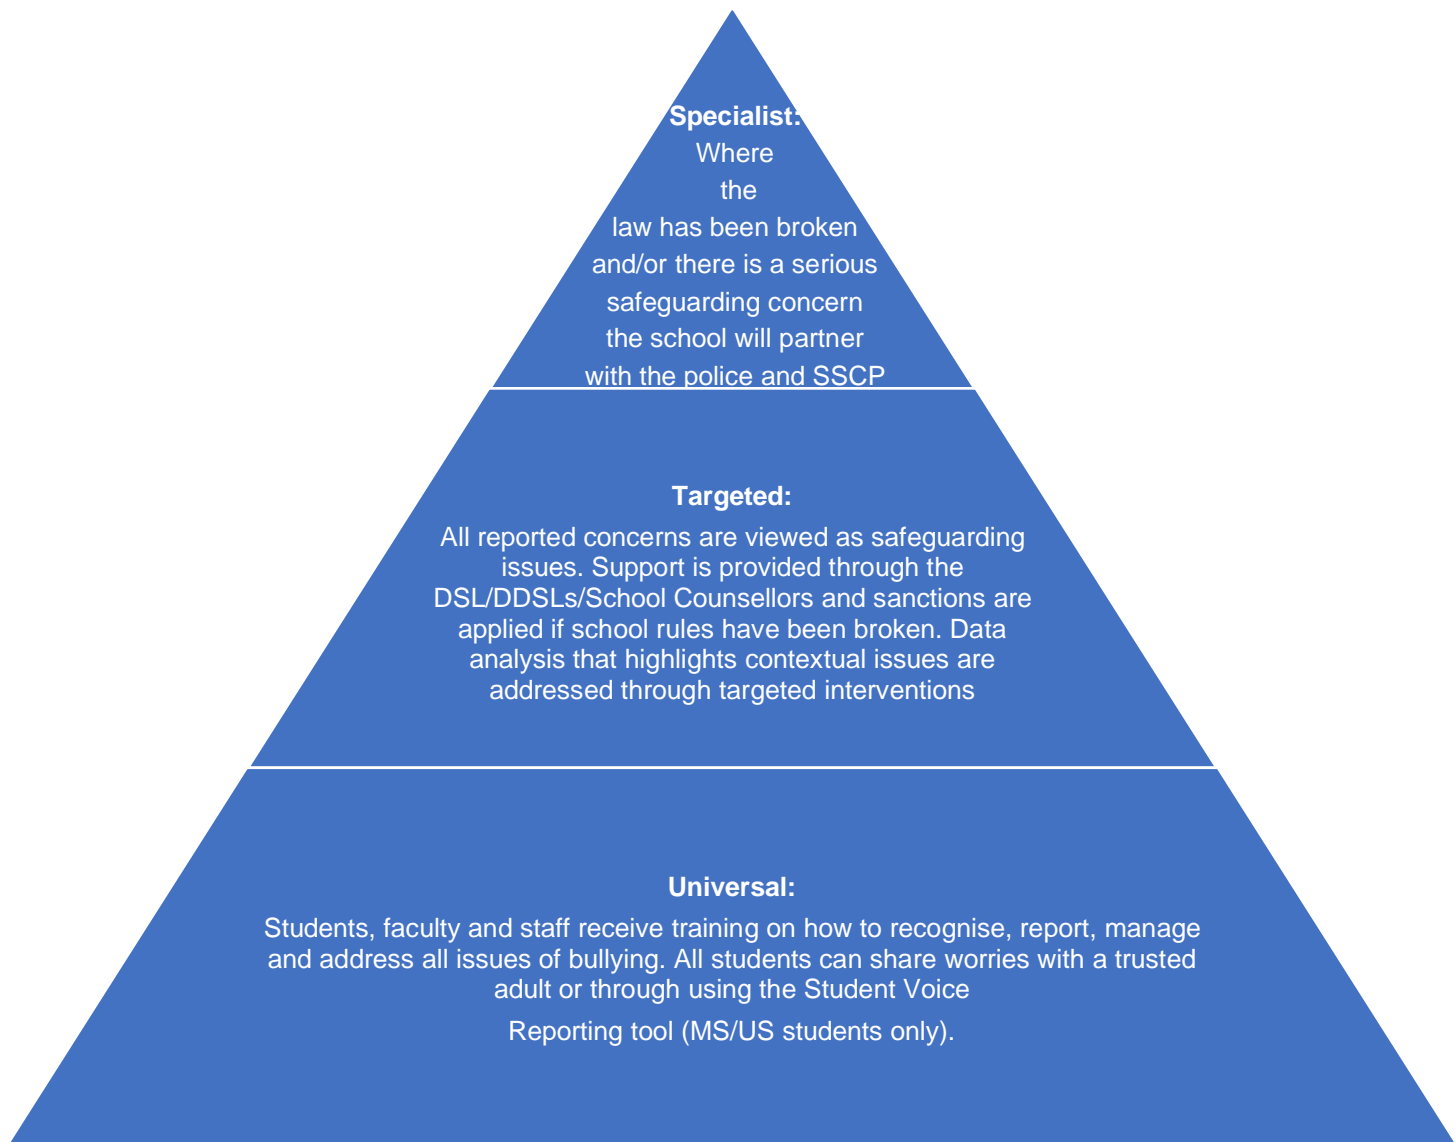 Specialist:
Where
the
law has been broken
and/or there is a serious
safeguarding concern
the school will partner
with the police and SSCP
Targeted:
All reported concerns are viewed as safeguarding
issues. Support is provided through the
DSL/DDSLs/School Counsellors and sanctions are
applied if school rules have been broken. Data
analysis that highlights contextual issues are
addressed through targeted interventions
Universal:
Students, faculty and staff receive training on how to recognise, report, manage
and address all issues of bullying. All students can share worries with a trusted
adult or through using the Student Voice
Reporting tool (MS/US students only).